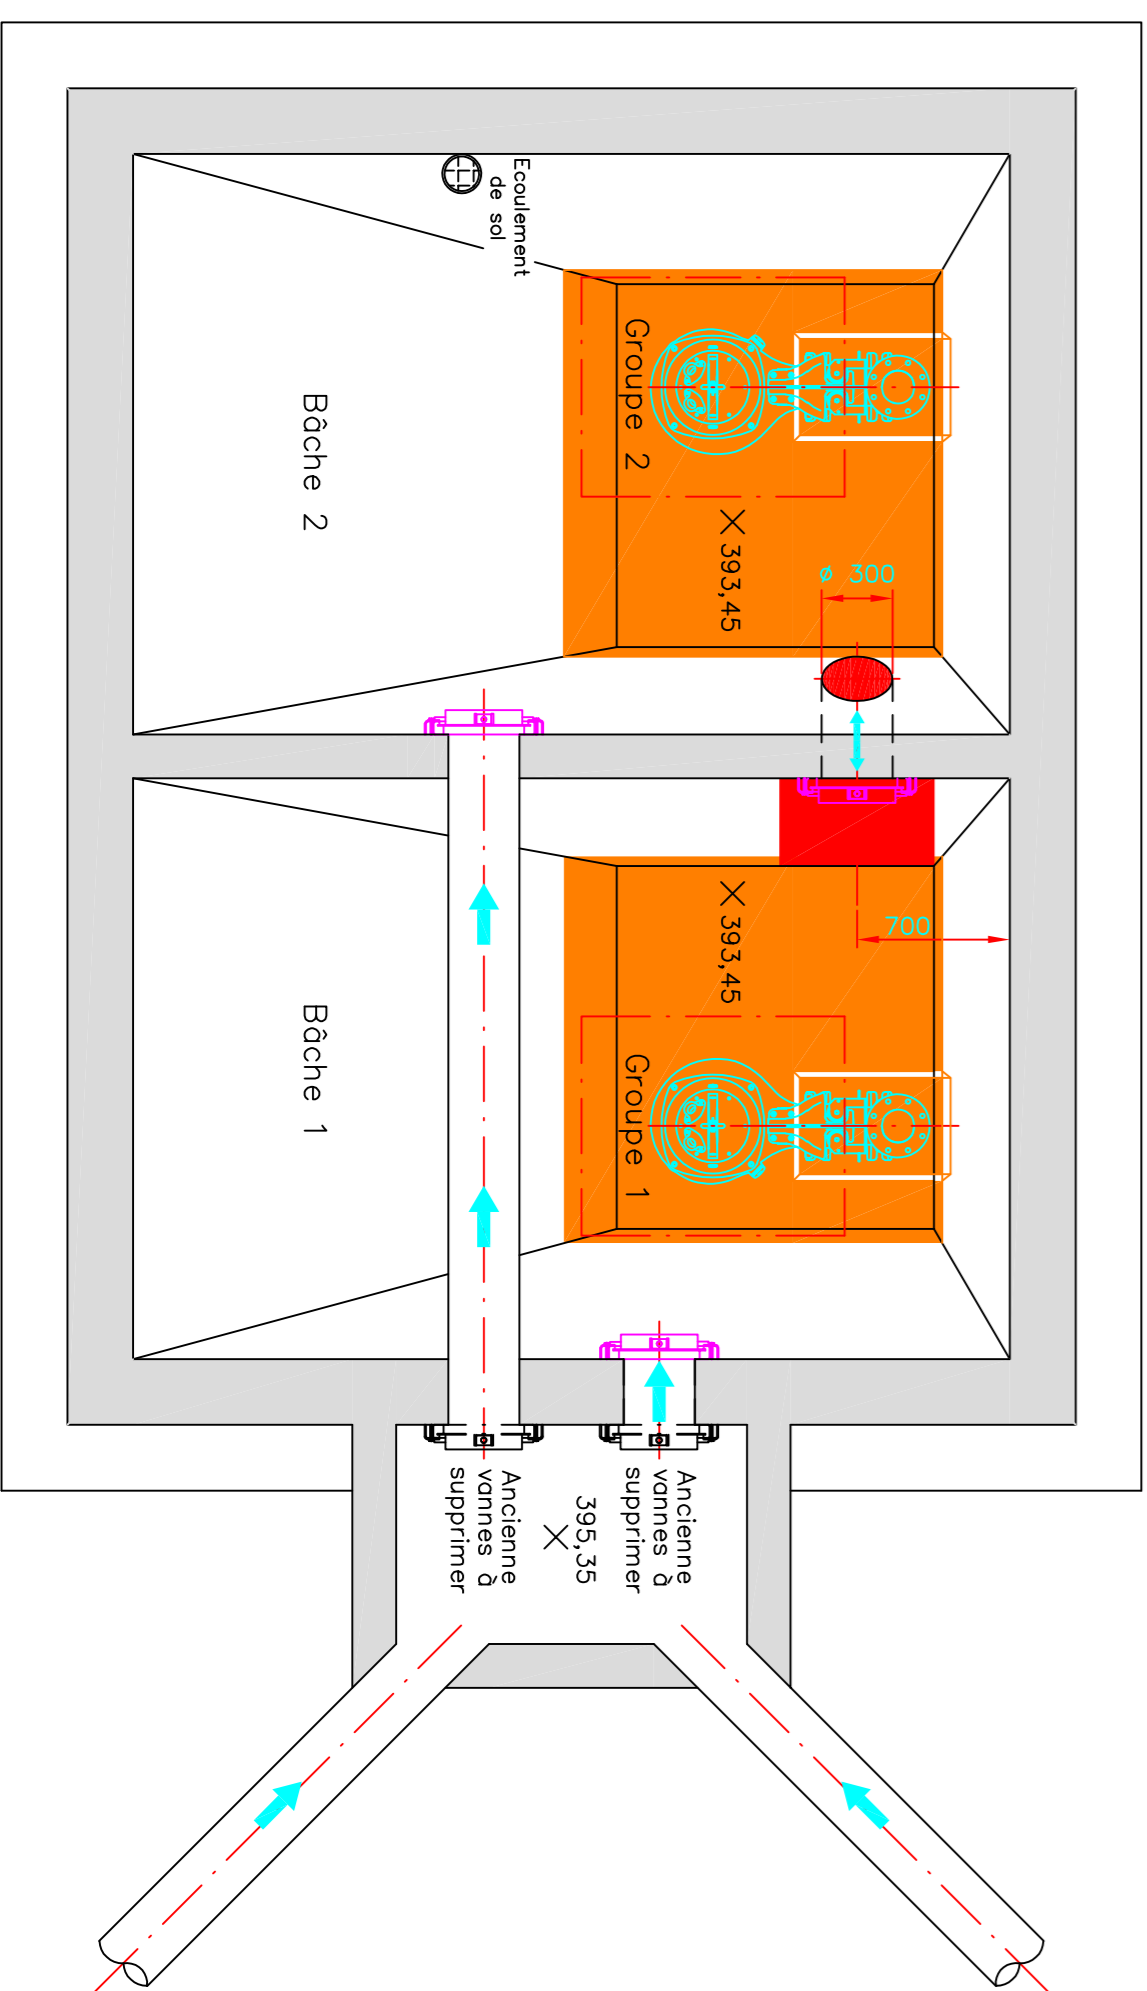 Ecoulement
de sol
Groupe 2
Bâche 2
393,45
ø 300
393,45
700
Groupe 1
Bâche 1
Ancienne
vannes à
supprimer
395,35
Ancienne
vannes à
supprimer